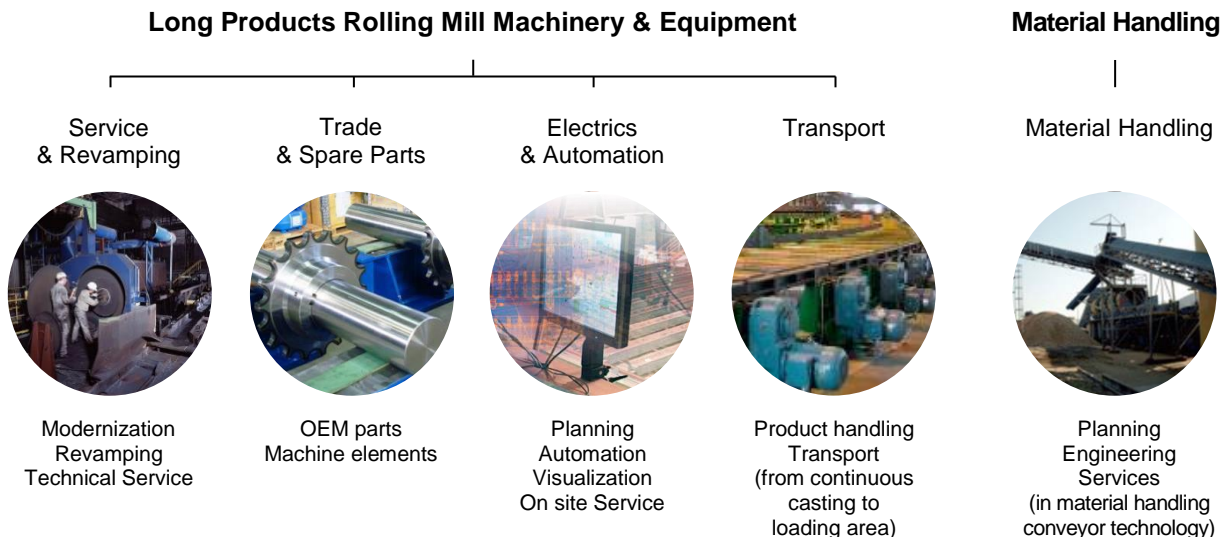 Long Products Rolling Mill Machinery & Equipment
Material Handling
Service
& Revamping
Trade
& Spare Parts
Electrics
& Automation
Transport
Material Handling
Modernization
Revamping
Technical Service
OEM parts
Machine elements
Planning
Automation
Visualization
On site Service
Product handling
Transport
(from continuous
casting to
loading area)
Planning
Engineering
Services
(in material handling
conveyor technology)